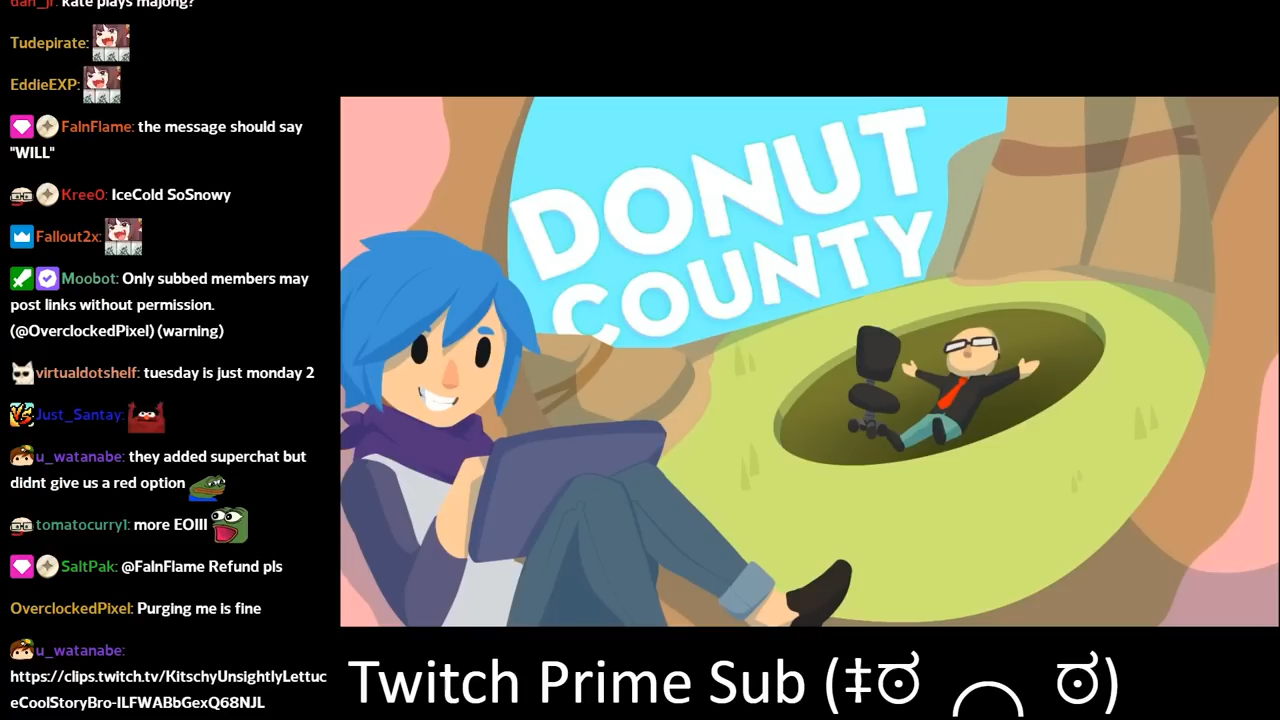 dan_jr: kate plays majong?
Tudepirate:
EddieEXP:
FalnFlame: the message should say
"WILL"
Kree0: IceCold SoSnowy
Fallout2x:
Moobot: Only subbed members may
post links without permission.
(@OverclockedPixel) (warning)
virtualdotshelf: tuesday is just monday 2
Just_Santay:
u_watanabe: they added superchat but
didnt give us a red option
tomatocurry1: more EOIII
SaltPak: @FalnFlame Refund pls
OverclockedPixel: Purging me is fine
u_watanabe:
https://clips.twitch.tv/KitschyUnsightlyLettuc
eCoolStoryBro-ILFWABbGexQ68NJL
DONUT
COUNTY
Twitch Prime Sub (‡ಠ ╭╮ ಠ)